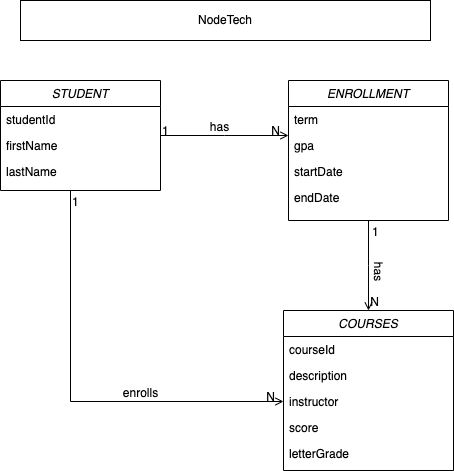 NodeTech
STUDENT
studentId
firstName
lastName
1
has
N
ENROLLMENT
term
gpa
startDate
endDate
1
1
has
N
COURSES
courseId
description
instructor
score
letterGrade
enrolls
N